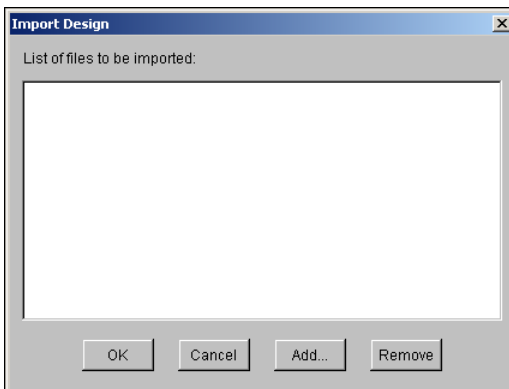 Import Design
List of files to be imported:
OK
Cancel
Add...
Remove